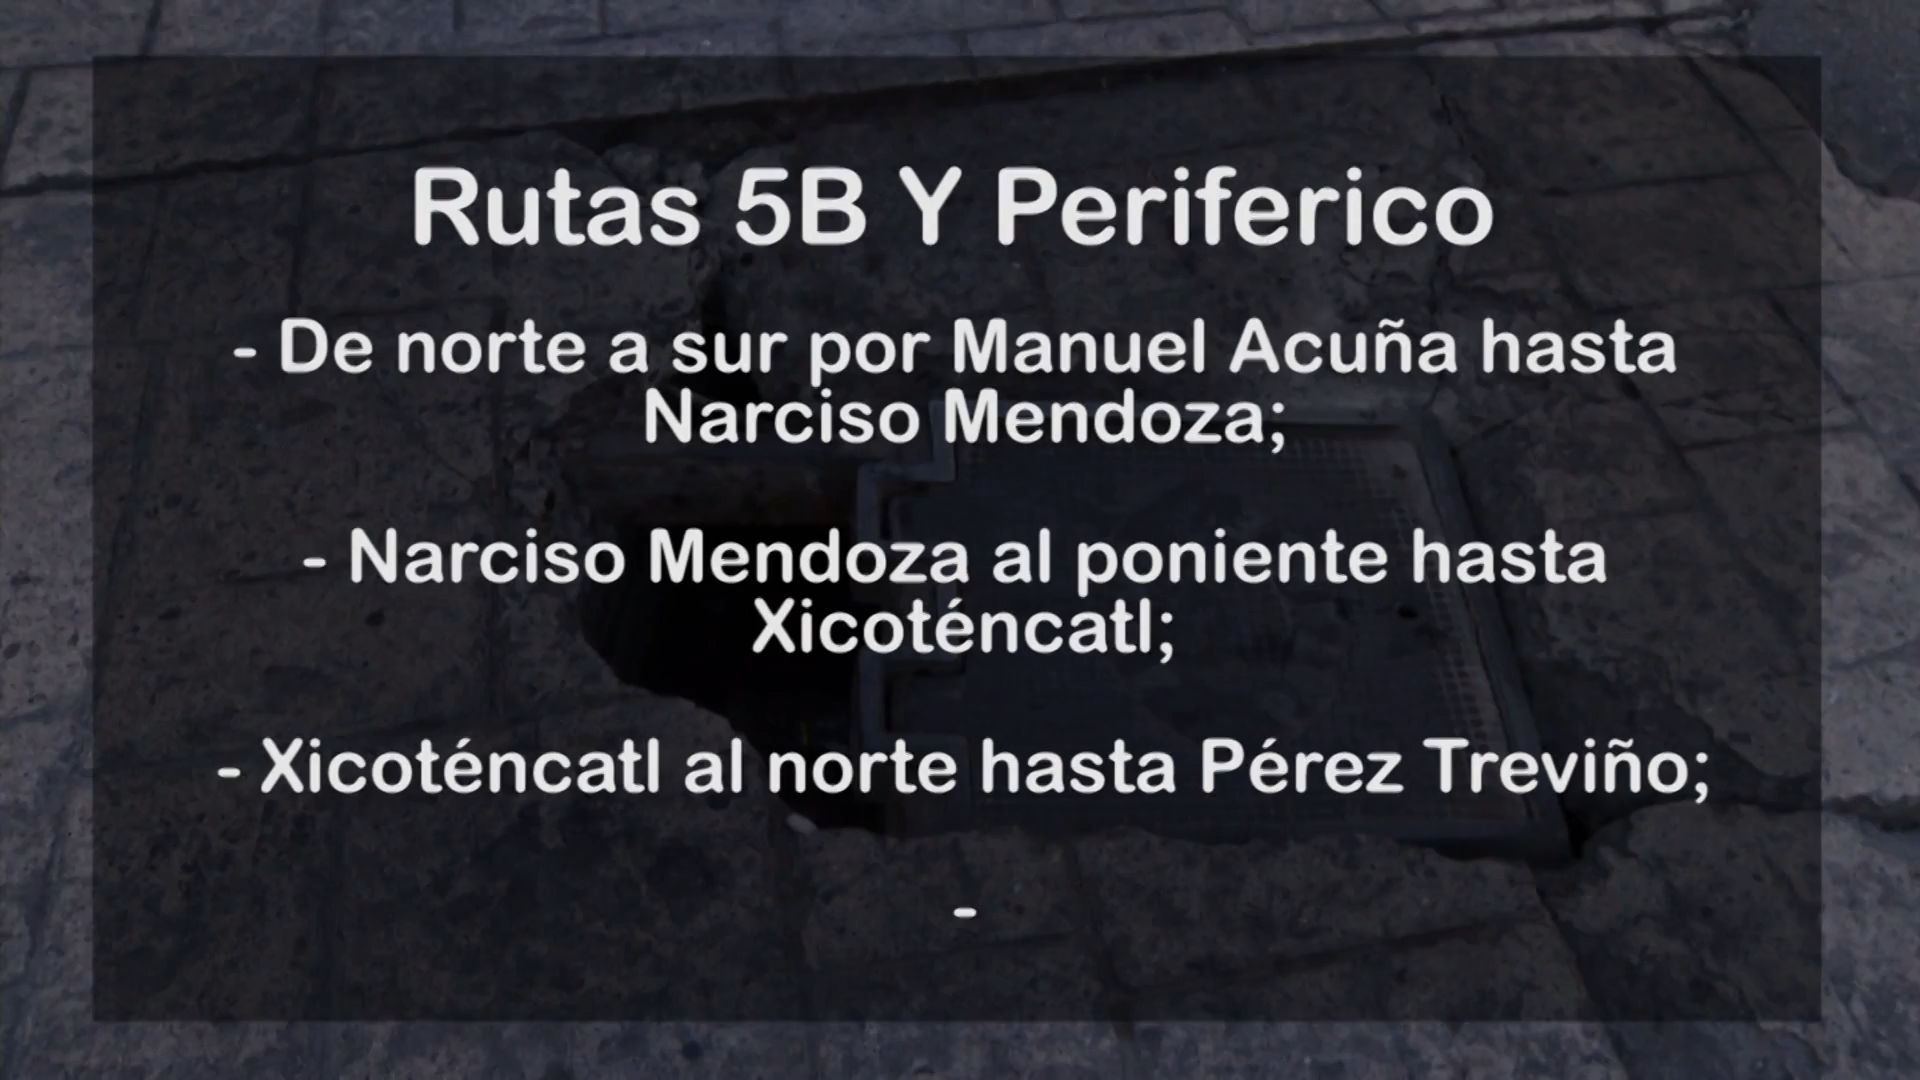 Rutas 5B Y Periferico
- De norte a sur por Manuel Acuña hasta
Narciso Mendoza;
- Narciso Mendoza al poniente hasta
Xicoténcatl;
- Xicoténcatl al norte hasta Pérez Treviño;
-